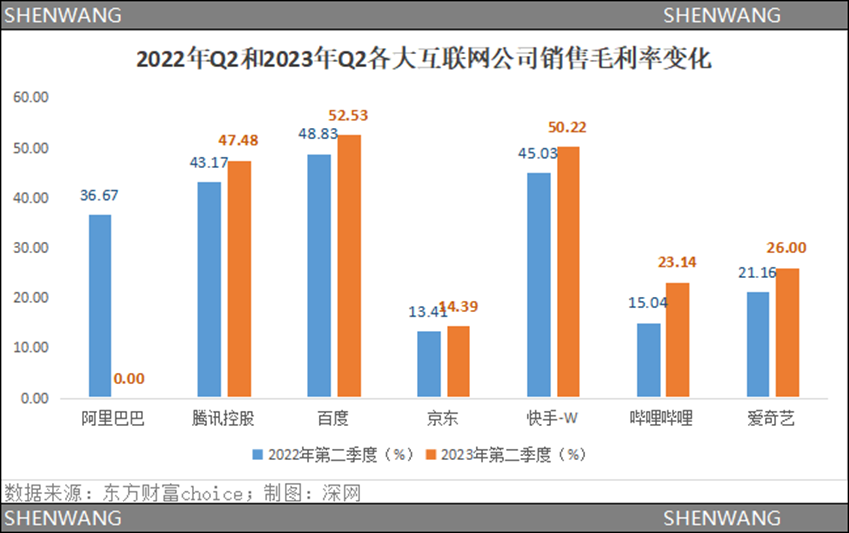 SHENWANG SHENWANG
2022年Q2和2023年Q2各大互联网公司销售毛利率变化
60.00
50.00
40.00
30.00
20.00
10.00
0.00
36.67 0.00
43.17 47.48
48.83 52.53
13.41 14.39
45.03 50.22
15.04 23.14
21.16 26.00
阿里巴巴 腾讯控股 百度 京东 快手-W 哔哩哔哩 爱奇艺
2022年第二季度（%） 2023年第二季度（%）
数据来源：东方财富choice；制图：深网
SHENWANG SHENWANG